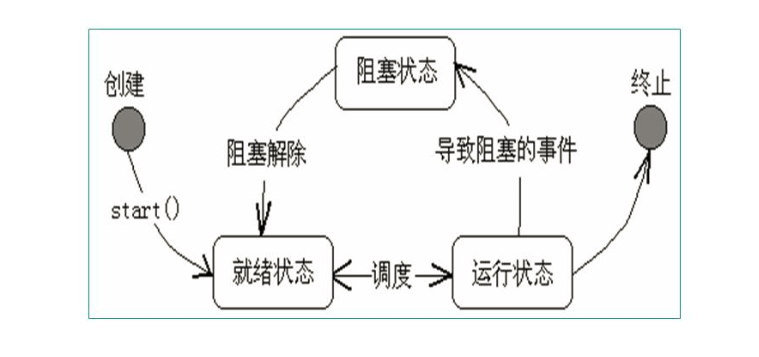 阻塞状态
创建
终止
阻塞解除
导致阻塞的事件
start()
就绪状态
调度
运行状态